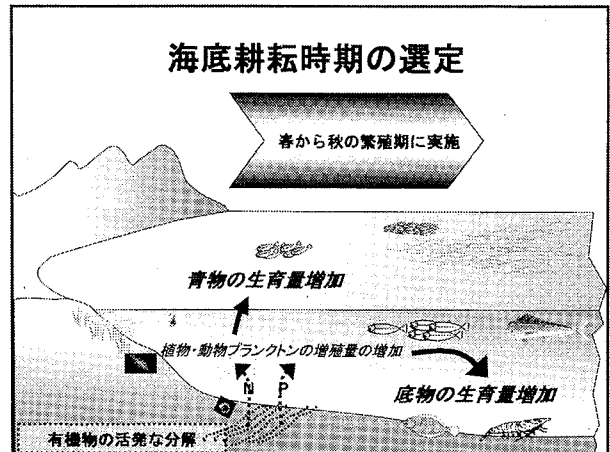 海底耕耘時期の選定
春から秋の繁殖期に実施
青物の生育量増加
植物・動物プランクトンの増殖量の増加
N P
底物の生育量増加
有機物の活発な分解